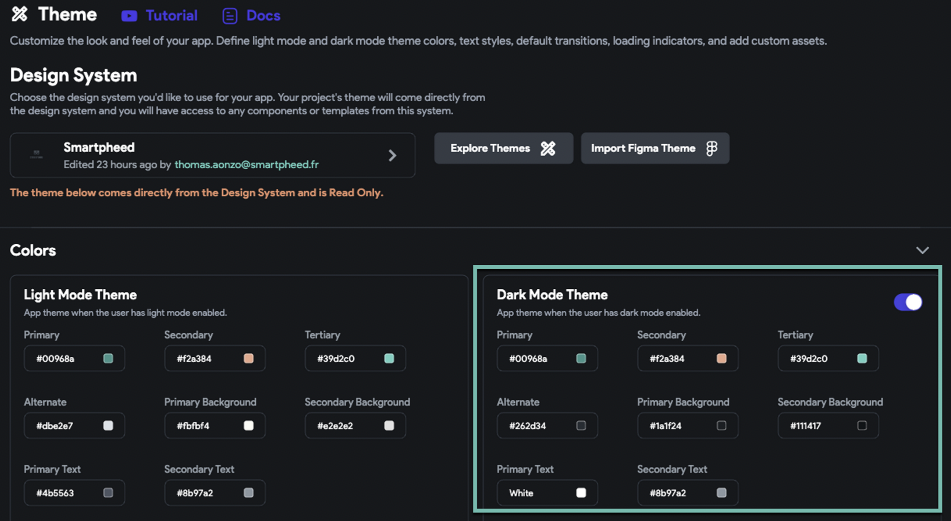 Theme Tutorial Docs
Customize the look and feel of your app. Define light mode and dark mode theme colors, text styles, default transitions, loading indicators, and add custom assets.
Design System
Choose the design system you'd like to use for your app. Your project's theme will come directly from
the design system and you will have access to any components or templates from this system.
Smartpheed
Edited 23 hours ago by thomas.aonzo@smartpheed.fr
Explore Themes
Import Figma Theme
The theme below comes directly from the Design System and is Read Only.
Colors
Light Mode Theme
App theme when the user has light mode enabled.
Primary Secondary Tertiary
#00968a #f2a384 #39d2c0
Alternate Primary Background Secondary Background
#dbe2e7 #fbfbf4 #e2e2e2
Primary Text Secondary Text
#4b5563 #8b97a2
Dark Mode Theme
App theme when the user has dark mode enabled.
Primary Secondary Tertiary
#00968a #f2a384 #39d2c0
Alternate Primary Background Secondary Background
#262d34 #1a1f24 #111417
Primary Text Secondary Text
White #8b97a2